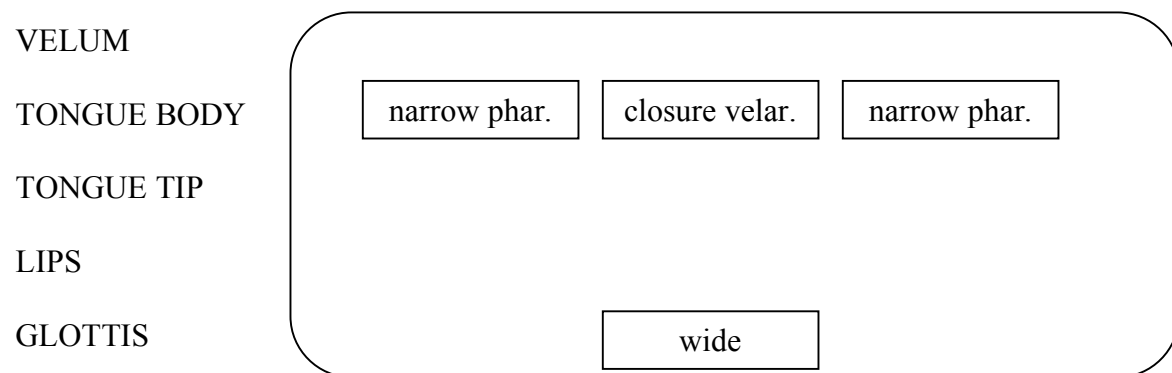 VELUM
TONGUE BODY narrow phar. closure velar. narrow phar.
TONGUE TIP
LIPS
GLOTTIS wide